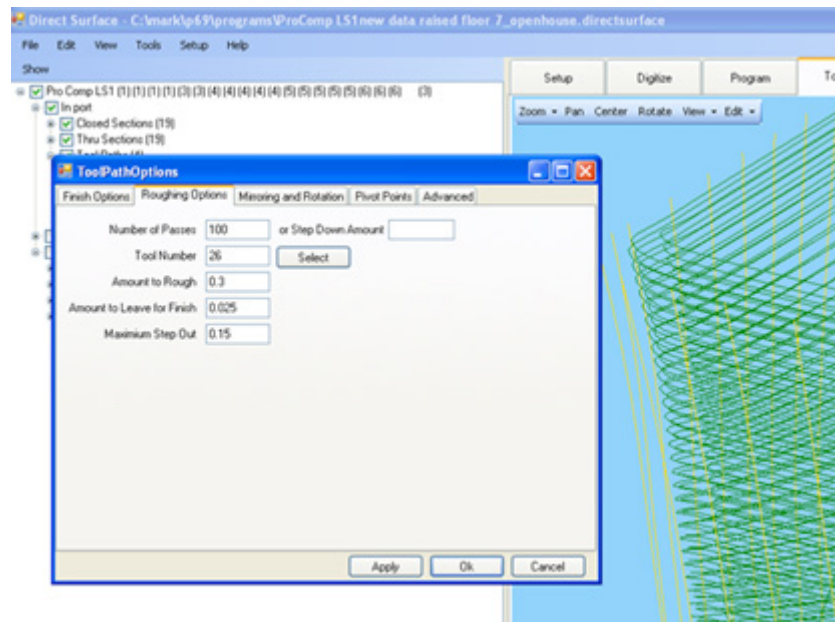 Direct Surface - C:\mark\p69\programs\ProComp LS1new data raised floor 7_openhouse.directsurface
File Edit View Tools Setup Help
Show
Setup Digitize Program
Pro Comp LS1 (1)(1)(1)(1)(3)(3)(4)(4)(4)(4)(4)(5)(5)(5)(5)(5)(6)(6)(6) (3)
Zoom Pan Center Rotate View Edit
In port
Closed Sections (19)
Thru Sections (19)
Tool Paths (4)
ToolPathOptions
Finish Options Roughing Options Mirroring and Rotation Pivot Points Advanced
Number of Passes 100 or Step Down Amount
Tool Number 26 Select
Amount to Rough 0.3
Amount to Leave for Finish 0.025
Maximium Step Out 0.15
Apply Ok Cancel